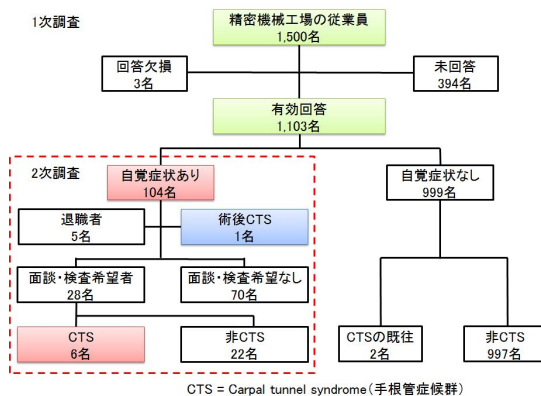 1次調査
精密機械工場の従業員
1,500名
回答欠損
3名
未回答
394名
有効回答
1,103名
2次調査
自覚症状あり
104名
自覚症状なし
999名
退職者
5名
術後CTS
1名
面談・検査希望者
28名
面談・検査希望なし
70名
CTS
6名
非CTS
22名
CTSの既往
2名
非CTS
997名
CTS = Carpal tunnel syndrome(手根管症候群)